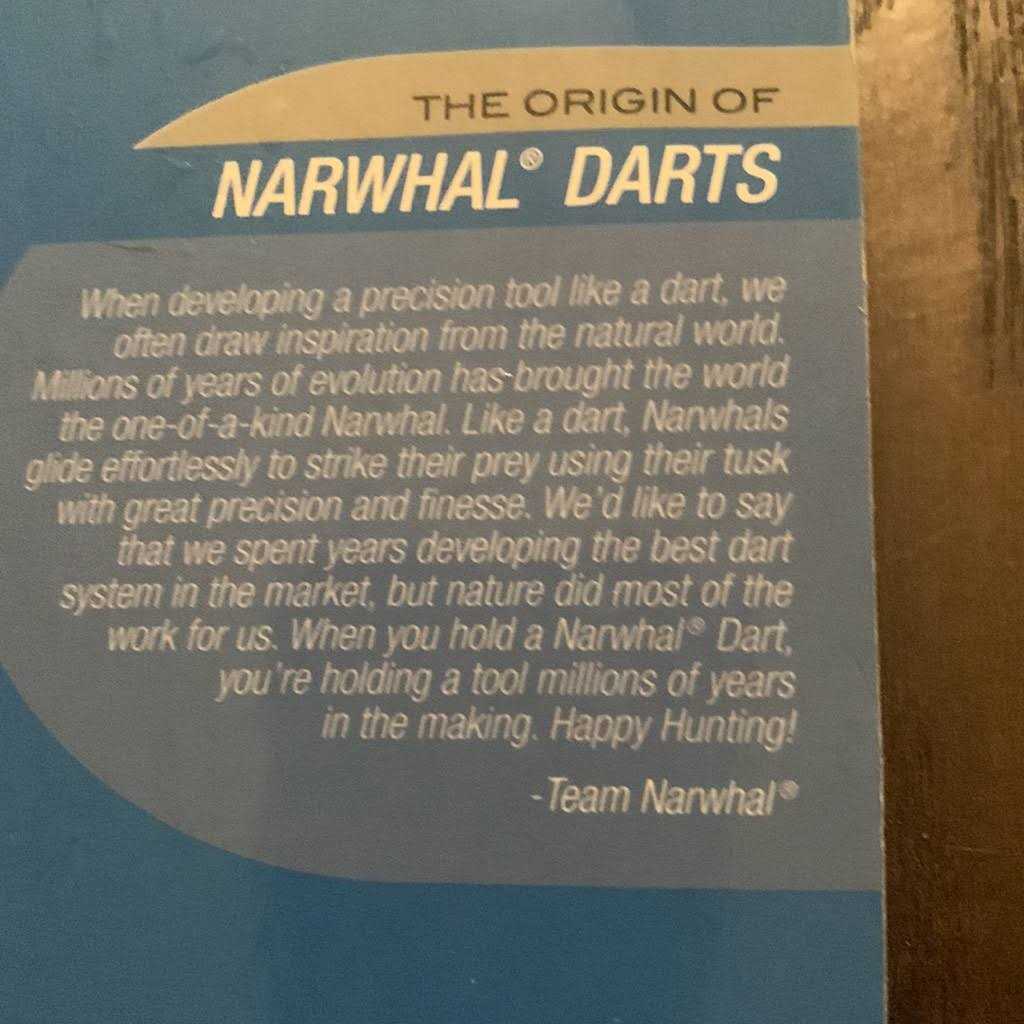 THE ORIGIN OF
NARWHAL® DARTS
When developing a precision tool like a dart, we
often draw inspiration from the natural world.
Millions of years of evolution has brought the world
the one-of-a-kind Narwhal. Like a dart, Narwhals
glide effortlessly to strike their prey using their tusk
with great precision and finesse. We'd like to say
that we spent years developing the best dart
system in the market, but nature did most of the
work for us. When you hold a Narwhal® Dart,
you're holding a tool millions of years
in the making. Happy Hunting!
-Team Narwhal®